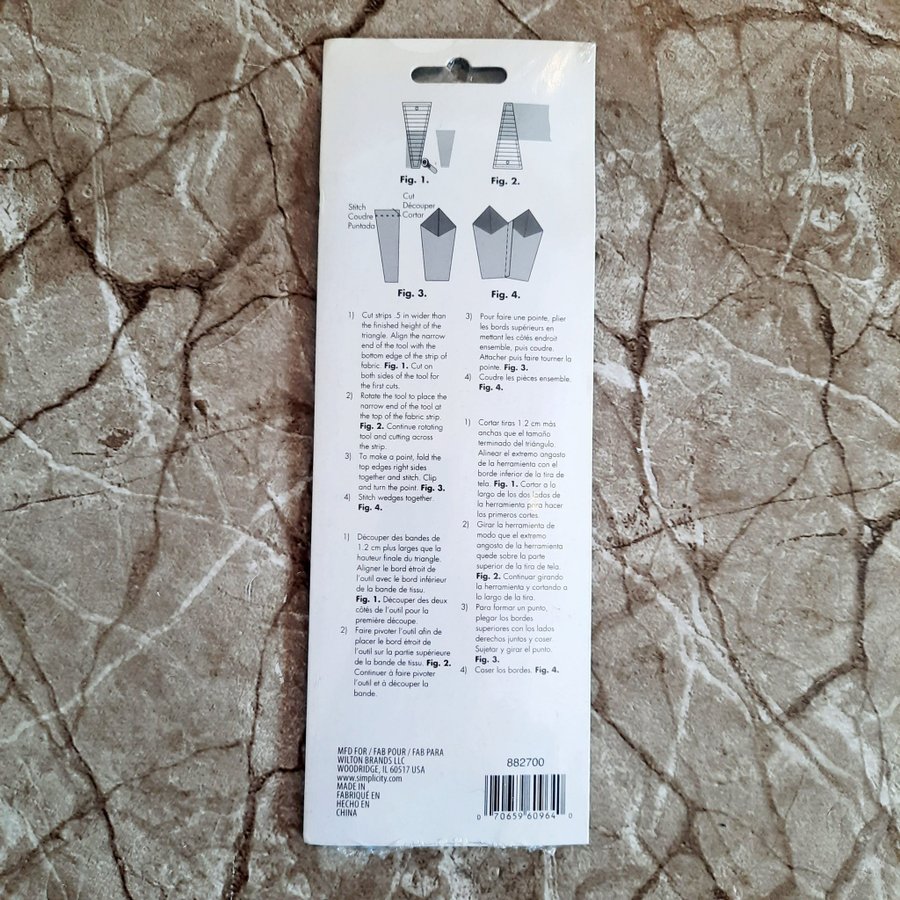 Fig. 1.
Fig. 2.
Stitch
Coudre
Puntada
Cut
Découper
Cortar
Fig. 3.
Fig. 4.
1) Cut strips .5 in wider than
the finished height of the
triangle. Align the narrow
end of the tool with the
bottom edge of the strip of
fabric. Fig. 1. Cut on
both sides of the tool for
the first cuts.
2) Rotate the tool to place the
narrow end of the tool at
the top of the fabric strip.
Fig. 2. Continue rotating
tool and cutting across
the strip.
3) To make a point, fold the
top edges right sides
together and stitch. Clip
and turn the point. Fig. 3.
4) Stitch wedges together.
Fig. 4.
1) Découper des bandes de
1.2 cm plus larges que la
hauteur finale du triangle.
Aligner le bord étroit de
l'outil avec le bord inférieur
de la bande de tissu.
Fig. 1. Découper des deux
côtés de l'outil pour la
première découpe.
2) Faire pivoter l'outil afin de
placer le bord étroit de
l'outil sur la partie supérieure
de la bande de tissu. Fig. 2.
Continuer à faire pivoter
l'outil et à découper la
bande.
3) Pour faire une pointe, plier
les bords supérieurs en
mettant les côtés endroit
ensemble, puis coudre.
Attacher puis faire tourner la
pointe. Fig. 3.
4) Coudre les pièces ensemble.
Fig. 4.
1) Cortar tiras 1.2 cm más
anchas que el tamaño
terminado del triángulo.
Alinear el extremo angosto
de la herramienta con el
borde inferior de la tira de
tela. Fig. 1. Cortar a lo
largo de los dos lados de
la herramienta para hacer
los primeros cortes.
2) Girar la herramienta de
modo que el extremo
angosto de la herramienta
quede sobre la parte
superior de la tira de tela.
Fig. 2. Continuar girando
la herramienta y cortando a
lo largo de la tira.
3) Para formar un punto,
plegar los bordes
superiores con los lados
derechos juntos y coser.
Sujetar y girar el punto.
Fig. 3.
4) Coser los bordes. Fig. 4.
MFD FOR / FAB POUR / FAB PARA
WILTON BRANDS LLC
WOODRIDGE, IL 60517 USA
www.simplicity.com
MADE IN
FABRIQUÉ EN
HECHO EN
CHINA
882700
0 70659 60964 0